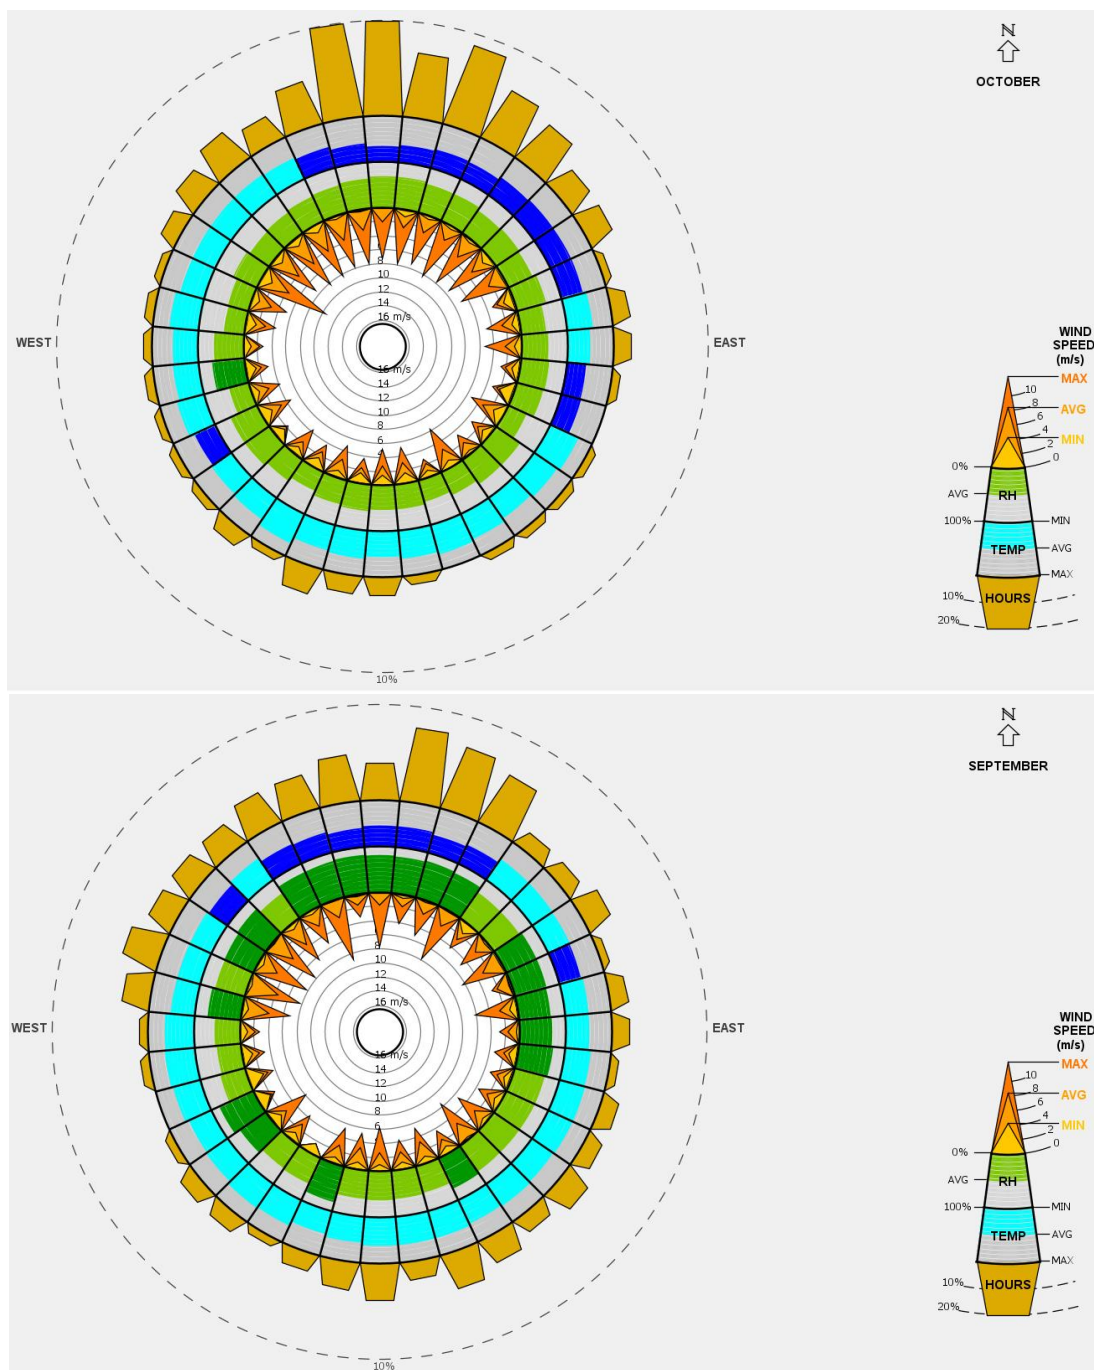 N
OCTOBER
WEST
EAST
8
10
12
14
16 m/s
16 m/s
14
12
10
8
6
4
10%
WIND
SPEED
(m/s)
MAX
10
8
AVG
6
4
MIN
2
0
0%
AVG
RH
100%
MIN
TEMP
AVG
MAX
10%
HOURS
20%
N
SEPTEMBER
WEST
EAST
8
10
12
14
16 m/s
16 m/s
14
12
10
8
6
10%
WIND
SPEED
(m/s)
MAX
10
8
AVG
6
4
MIN
2
0
0%
AVG
RH
100%
MIN
TEMP
AVG
MAX
10%
HOURS
20%